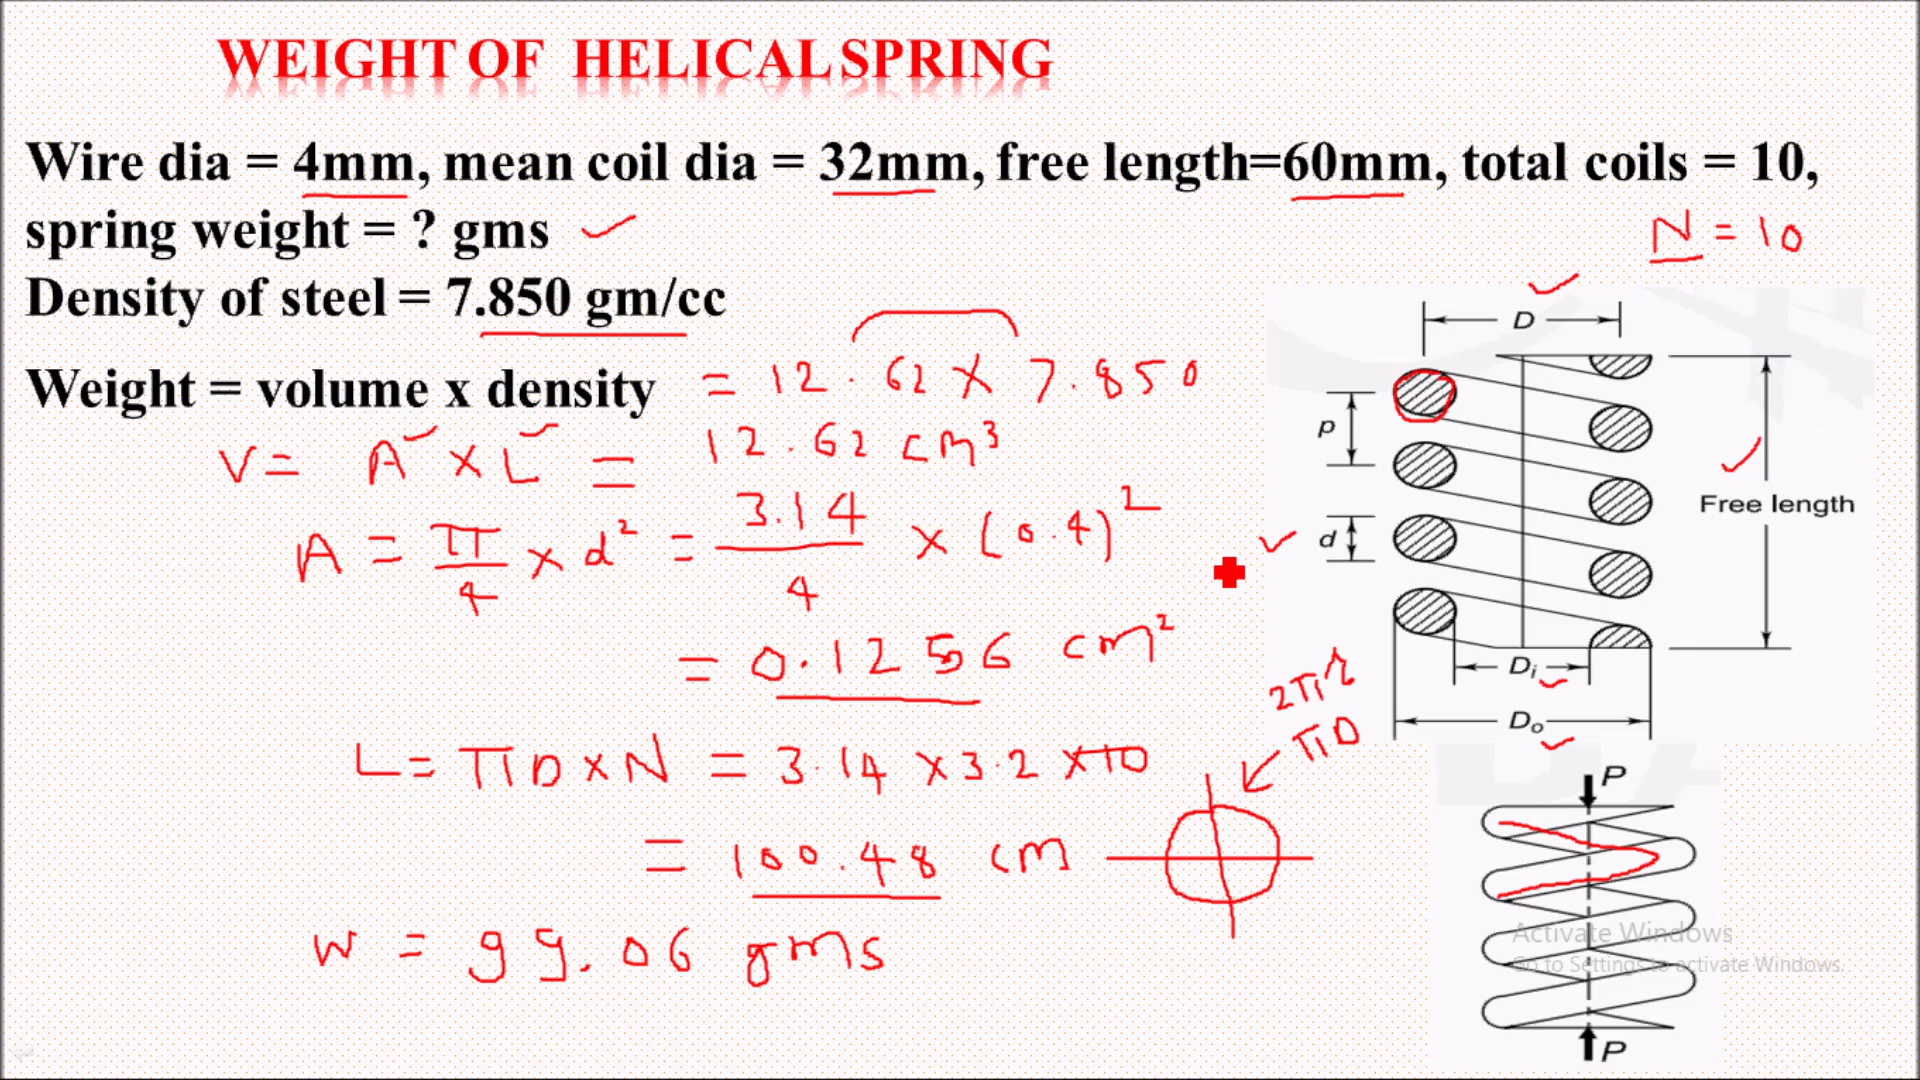 WEIGHT OF HELICAL SPRING
Wire dia = 4mm, mean coil dia = 32mm, free length=60mm, total coils = 10,
spring weight = ? gms
N = 10
Density of steel = 7.850 gm/cc
Weight = volume x density = 12.62 X 7.850
V = A X L = 12.62 cm³
A = π/4 x d² = 3.14/4 x (0.4)²
= 0.1256 cm²
L = πD x N = 3.14 x 3.2 x 10
= 100.48 cm
W = 99.06 gms
2πr
πD
D
p
d
Free length
Di
Do
P
Activate Windows
Go to Settings to activate Windows.
P